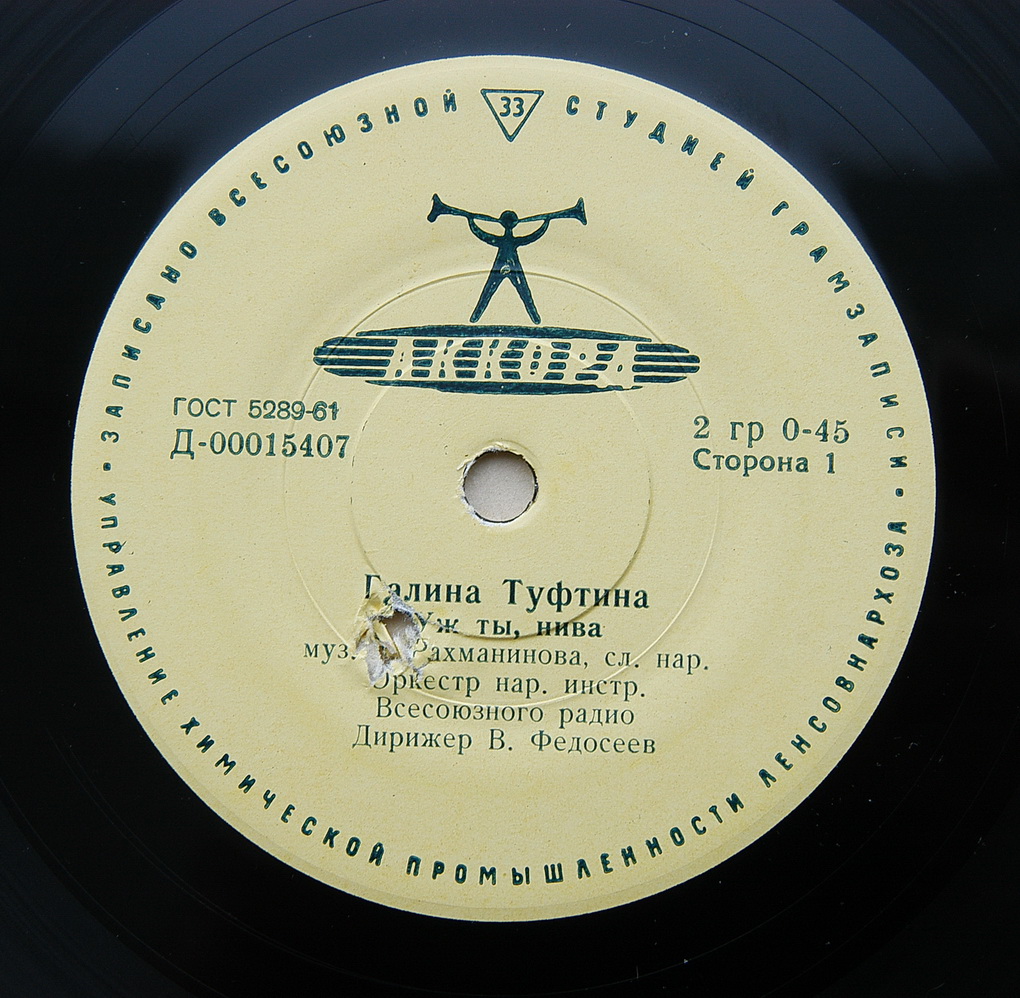 ЗАПИСАНО ВСЕСОЮЗНОЙ СТУДИЕЙ ГРАМЗАПИСИ
33
АККОРД
ГОСТ 5289-61
Д-00015407
2 гр 0-45
Сторона 1
Галина Туфтина
Уж ты, нива
муз. Рахманинова, сл. нар.
Оркестр нар. инстр.
Всесоюзного радио
Дирижер В. Федосеев
УПРАВЛЕНИЕ ХИМИЧЕСКОЙ ПРОМЫШЛЕННОСТИ ЛЕНСОВНАРХОЗА